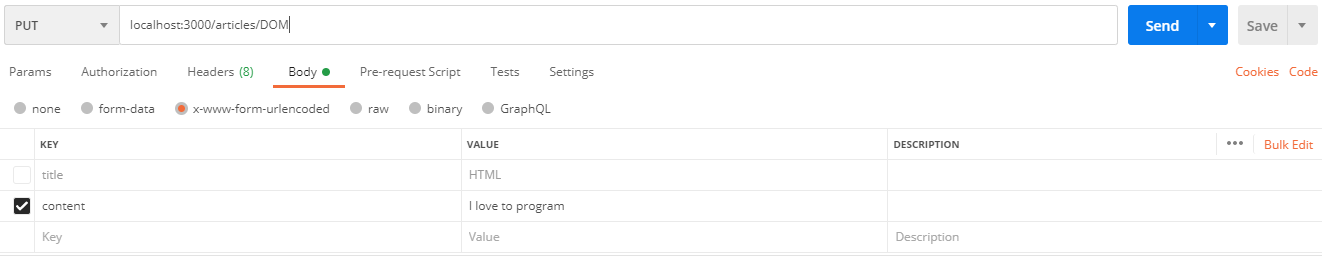 PUT localhost:3000/articles/DOM Send Save
Params Authorization Headers (8) Body Pre-request Script Tests Settings Cookies Code
none form-data x-www-form-urlencoded raw binary GraphQL
KEY VALUE DESCRIPTION ••• Bulk Edit
title HTML
content I love to program
Key Value Description